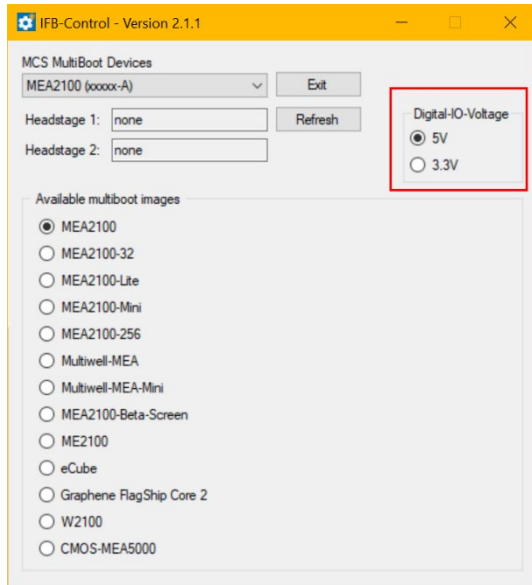 IFB-Control - Version 2.1.1
MCS MultiBoot Devices
MEA2100 (xxxxx-A)
Exit
Headstage 1: none
Refresh
Headstage 2: none
Digital-IO-Voltage
5V
3.3V
Available multiboot images
MEA2100
MEA2100-32
MEA2100-Lite
MEA2100-Mini
MEA2100-256
Multiwell-MEA
Multiwell-MEA-Mini
MEA2100-Beta-Screen
ME2100
eCube
Graphene FlagShip Core 2
W2100
CMOS-MEA5000